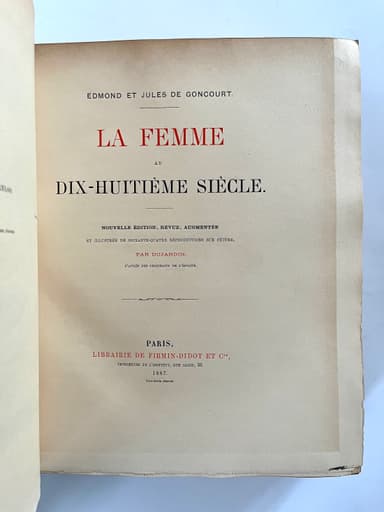 EDMOND ET JULES DE GONCOURT
LA FEMME
AU
DIX-HUITIÈME SIÈCLE.
NOUVELLE ÉDITION, REVUE, AUGMENTÉE
ET ILLUSTRÉE DE SOIXANTE-QUATRE REPRODUCTIONS SUR CUIVRE,
PAR DUJARDIN,
D'APRÈS LES ORIGINAUX DE L'ÉPOQUE.
PARIS,
LIBRAIRIE DE FIRMIN-DIDOT ET Cie,
IMPRIMEURS DE L'INSTITUT, RUE JACOB, 56.
1887.